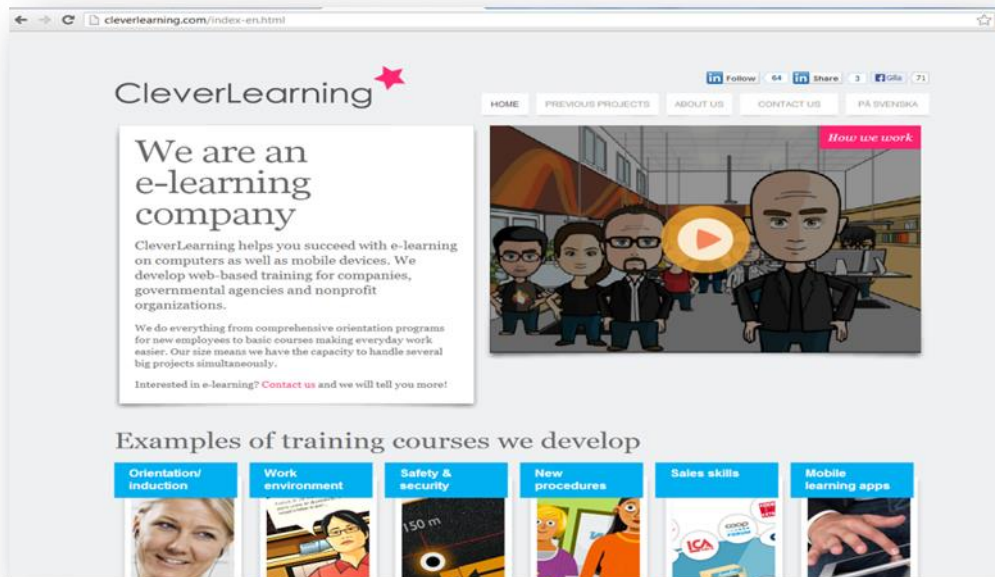 cleverlearning.com/index-en.html
CleverLearning
in Follow 64 in Share 3 f Gilla 71
HOME PREVIOUS PROJECTS ABOUT US CONTACT US PÅ SVENSKA
We are an
e-learning
company
CleverLearning helps you succeed with e-learning
on computers as well as mobile devices. We
develop web-based training for companies,
governmental agencies and nonprofit
organizations.
We do everything from comprehensive orientation programs
for new employees to basic courses making everyday work
easier. Our size means we have the capacity to handle several
big projects simultaneously.
Interested in e-learning? Contact us and we will tell you more!
How we work
Examples of training courses we develop
Orientation/
induction
Work
environment
Safety &
security
New
procedures
Sales skills
Mobile
learning apps
150 m
ICA
coop
FORUM